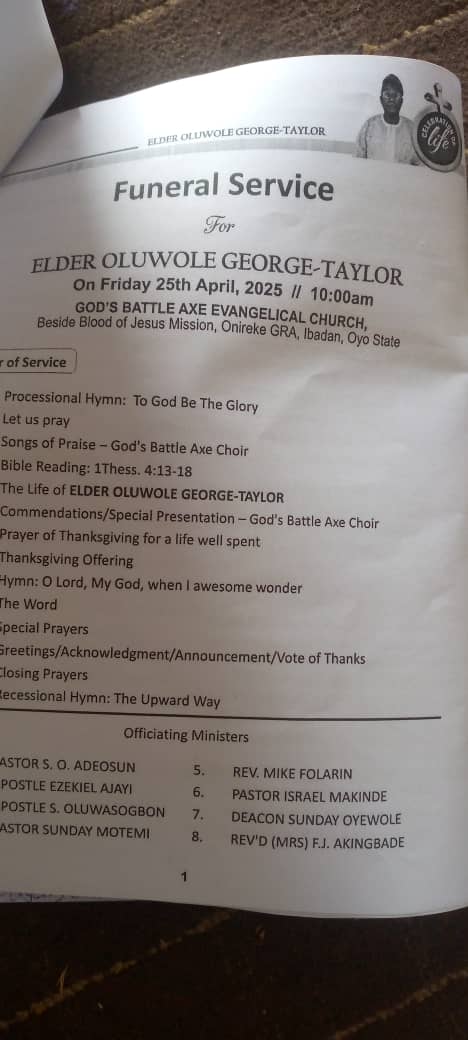 ELDER OLUWOLE GEORGE-TAYLOR
CELEBRATION OF
life
Funeral Service
For
ELDER OLUWOLE GEORGE-TAYLOR
On Friday 25th April, 2025 // 10:00am
GOD'S BATTLE AXE EVANGELICAL CHURCH,
Beside Blood of Jesus Mission, Onireke GRA, Ibadan, Oyo State
r of Service
Processional Hymn: To God Be The Glory
Let us pray
Songs of Praise – God's Battle Axe Choir
Bible Reading: 1Thess. 4:13-18
The Life of ELDER OLUWOLE GEORGE-TAYLOR
Commendations/Special Presentation – God's Battle Axe Choir
Prayer of Thanksgiving for a life well spent
Thanksgiving Offering
Hymn: O Lord, My God, when I awesome wonder
The Word
Special Prayers
Greetings/Acknowledgment/Announcement/Vote of Thanks
Closing Prayers
Recessional Hymn: The Upward Way
Officiating Ministers
ASTOR S. O. ADEOSUN
POSTLE EZEKIEL AJAYI
POSTLE S. OLUWASOGBON
ASTOR SUNDAY MOTEMI
5. REV. MIKE FOLARIN
6. PASTOR ISRAEL MAKINDE
7. DEACON SUNDAY OYEWOLE
8. REV'D (MRS) F.J. AKINGBADE
1